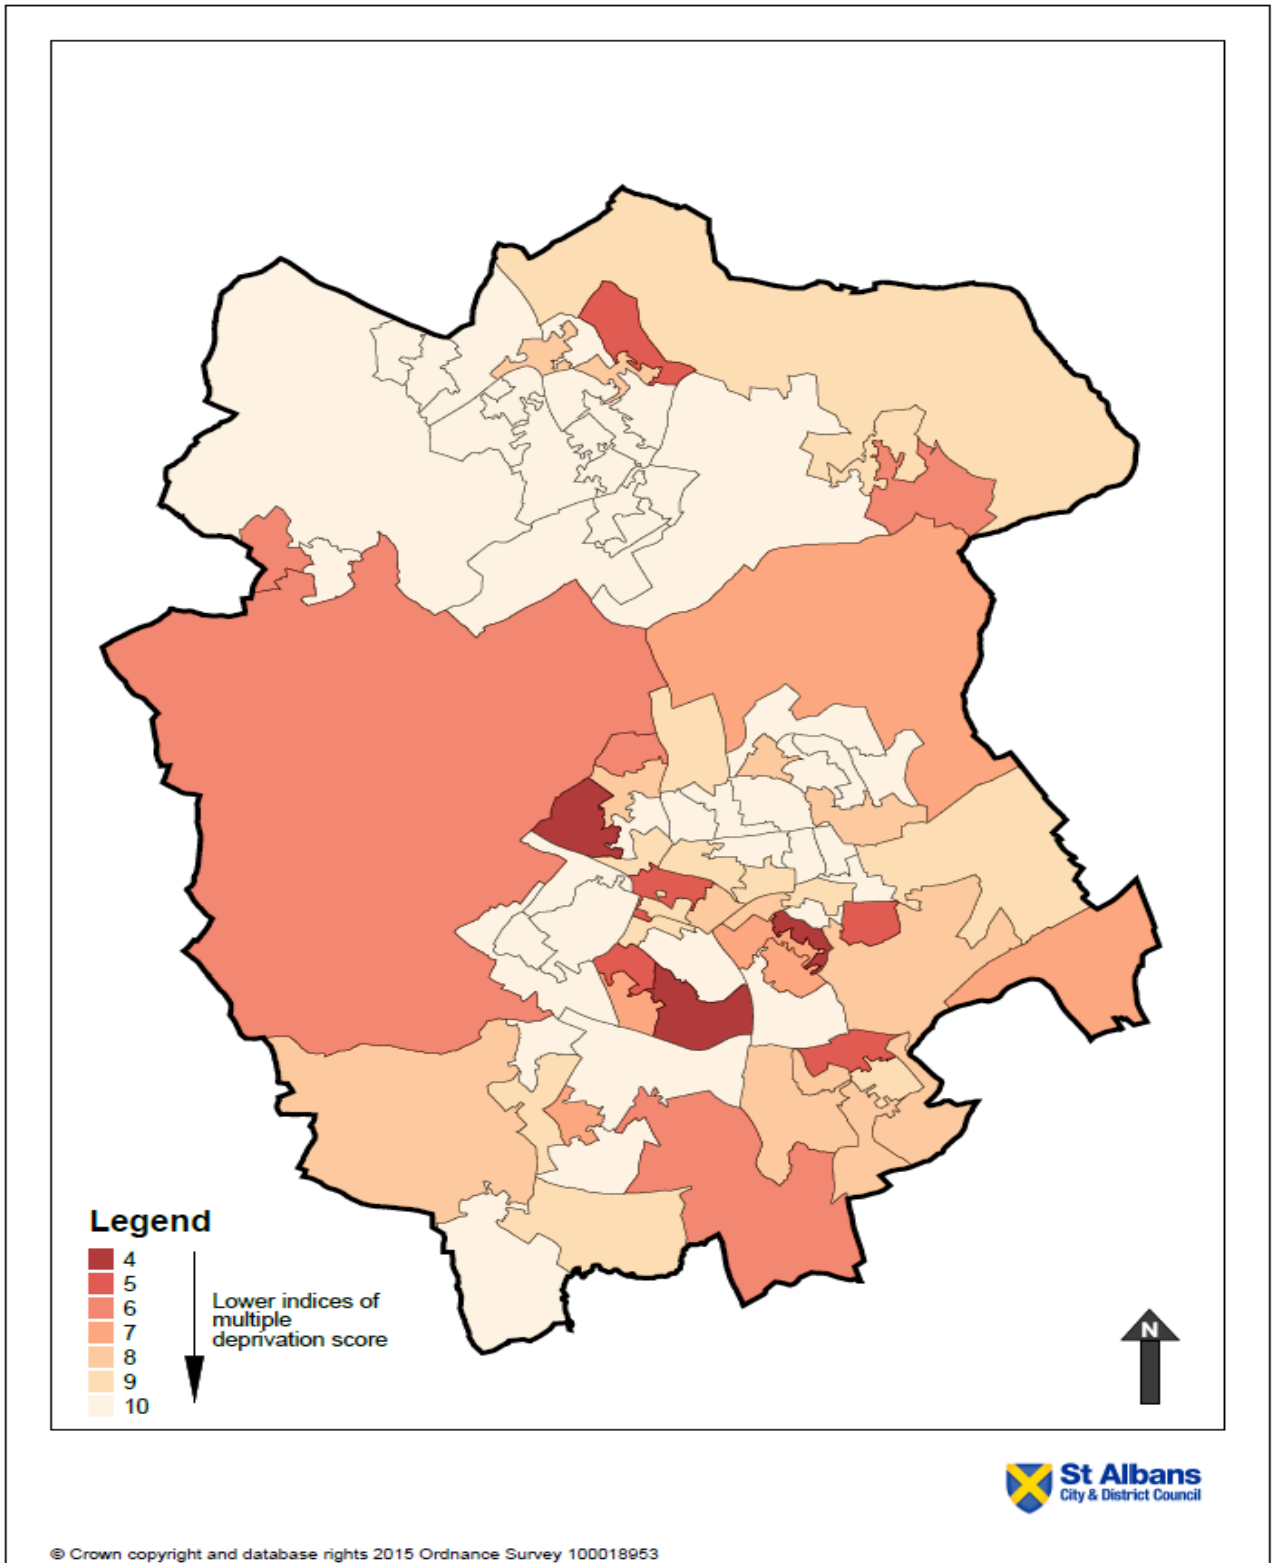 Legend
4
5
6
7
8
9
10
Lower indices of
multiple
deprivation score
N
St Albans
City & District Council
© Crown copyright and database rights 2015 Ordnance Survey 100018953